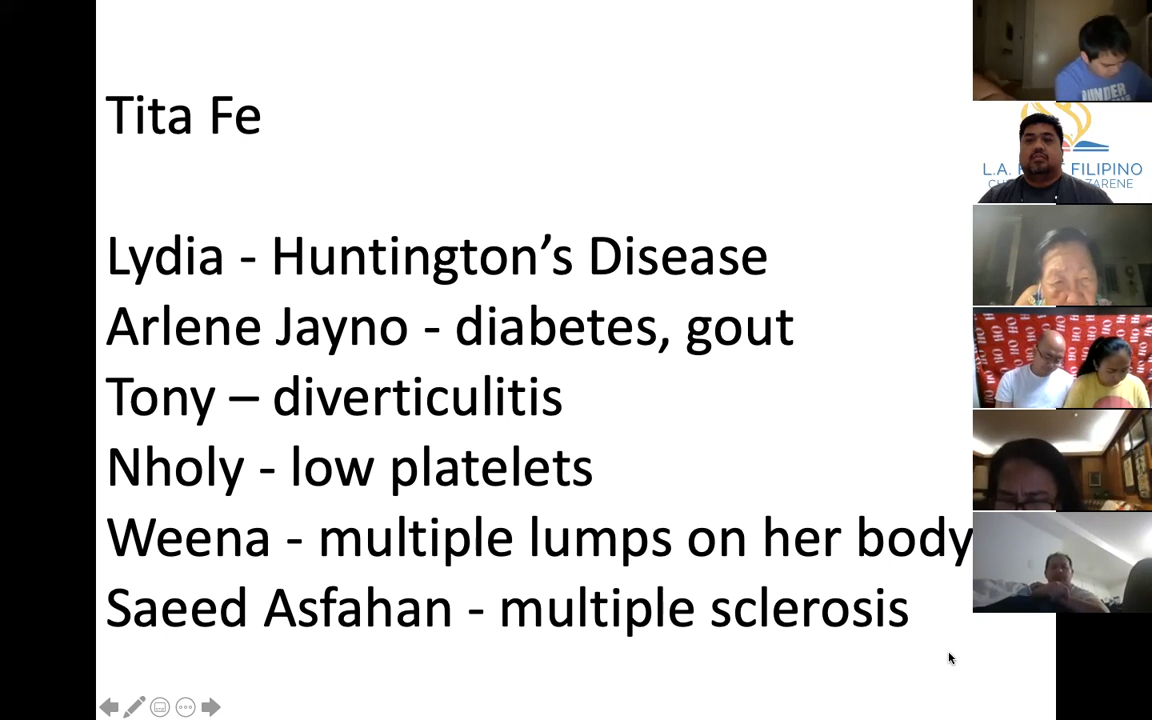 Tita Fe
Lydia - Huntington’s Disease
Arlene Jayno - diabetes, gout
Tony – diverticulitis
Nholy - low platelets
Weena - multiple lumps on her body
Saeed Asfahan - multiple sclerosis
UNDER
L.A. FILIPINO